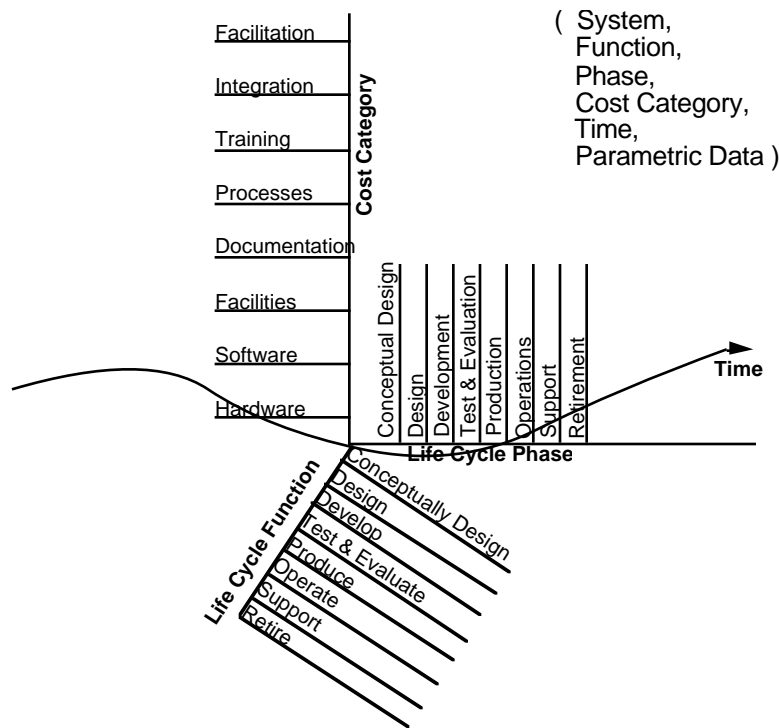 ( System,
Function,
Phase,
Cost Category,
Time,
Parametric Data )
Facilitation
Integration
Training
Processes
Documentation
Facilities
Software
Hardware
Cost Category
Conceptual Design
Design
Development
Test & Evaluation
Production
Operations
Support
Retirement
Time
Life Cycle Phase
Life Cycle Function
Conceptually Design
Design
Develop
Test & Evaluate
Produce
Operate
Support
Retire